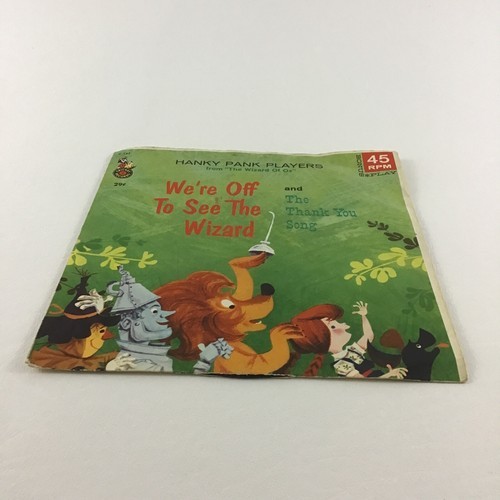 HANKY PANK PLAYERS
from "The Wizard Of Oz"
29¢
45
RPM
We're Off
To See The
Wizard
and
The
Thank You
Song